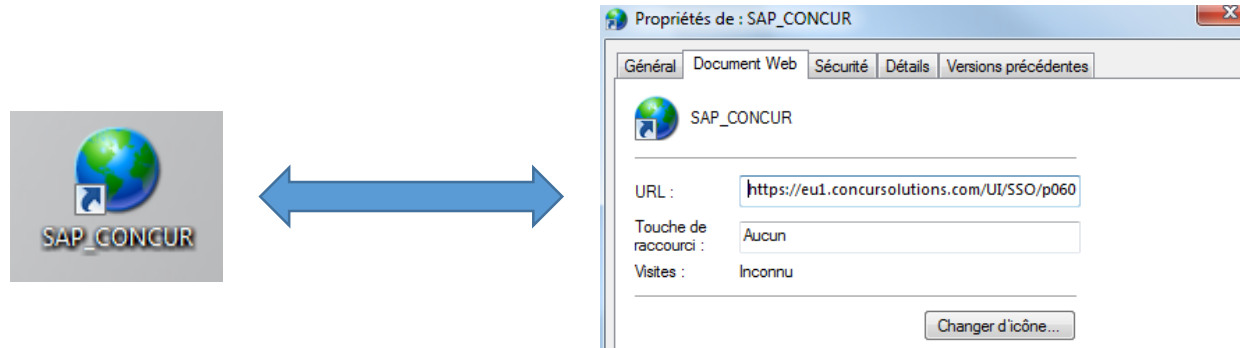 SAP_CONCUR
Propriétés de : SAP_CONCUR
Général Document Web Sécurité Détails Versions précédentes
SAP_CONCUR
URL : https://eu1.concursolutions.com/UI/SSO/p060
Touche de raccourci : Aucun
Visites : Inconnu
Changer d'icône...